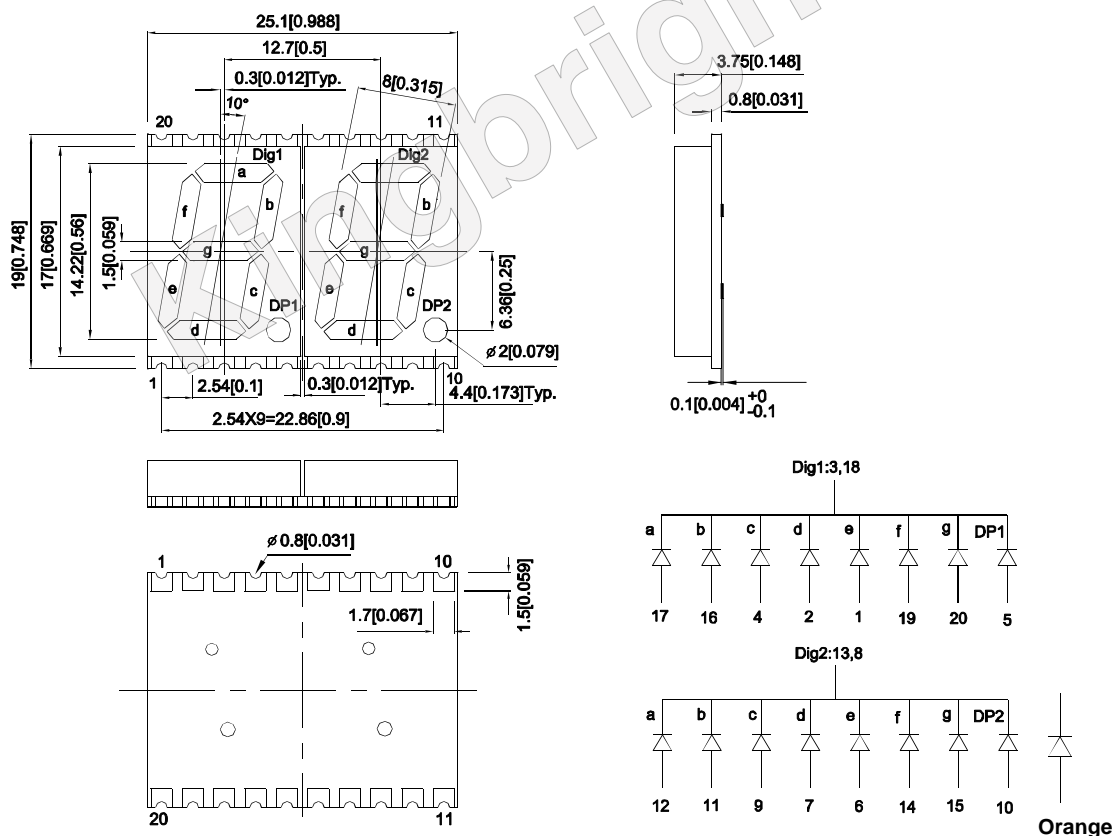 25.1[0.988]
12.7[0.5]
0.3[0.012]Typ.
8[0.315]
10°
20
11
Dig1
Dig2
a
b
f
g
e
c
d
DP1
f
b
g
e
c
d
DP2
19[0.748]
17[0.669]
14.22[0.56]
1.5[0.059]
6.36[0.25]
ø2[0.079]
1
10
2.54[0.1]
0.3[0.012]Typ.
4.4[0.173]Typ.
2.54X9=22.86[0.9]
3.75[0.148]
0.8[0.031]
0.1[0.004] +0
-0.1
Kingbrigh
ø0.8[0.031]
1
10
1.7[0.067]
1.5[0.059]
20
11
Dig1:3,18
a b c d e f g DP1
17 16 4 2 1 19 20 5
Dig2:13,8
a b c d e f g DP2
12 11 9 7 6 14 15 10
Orange